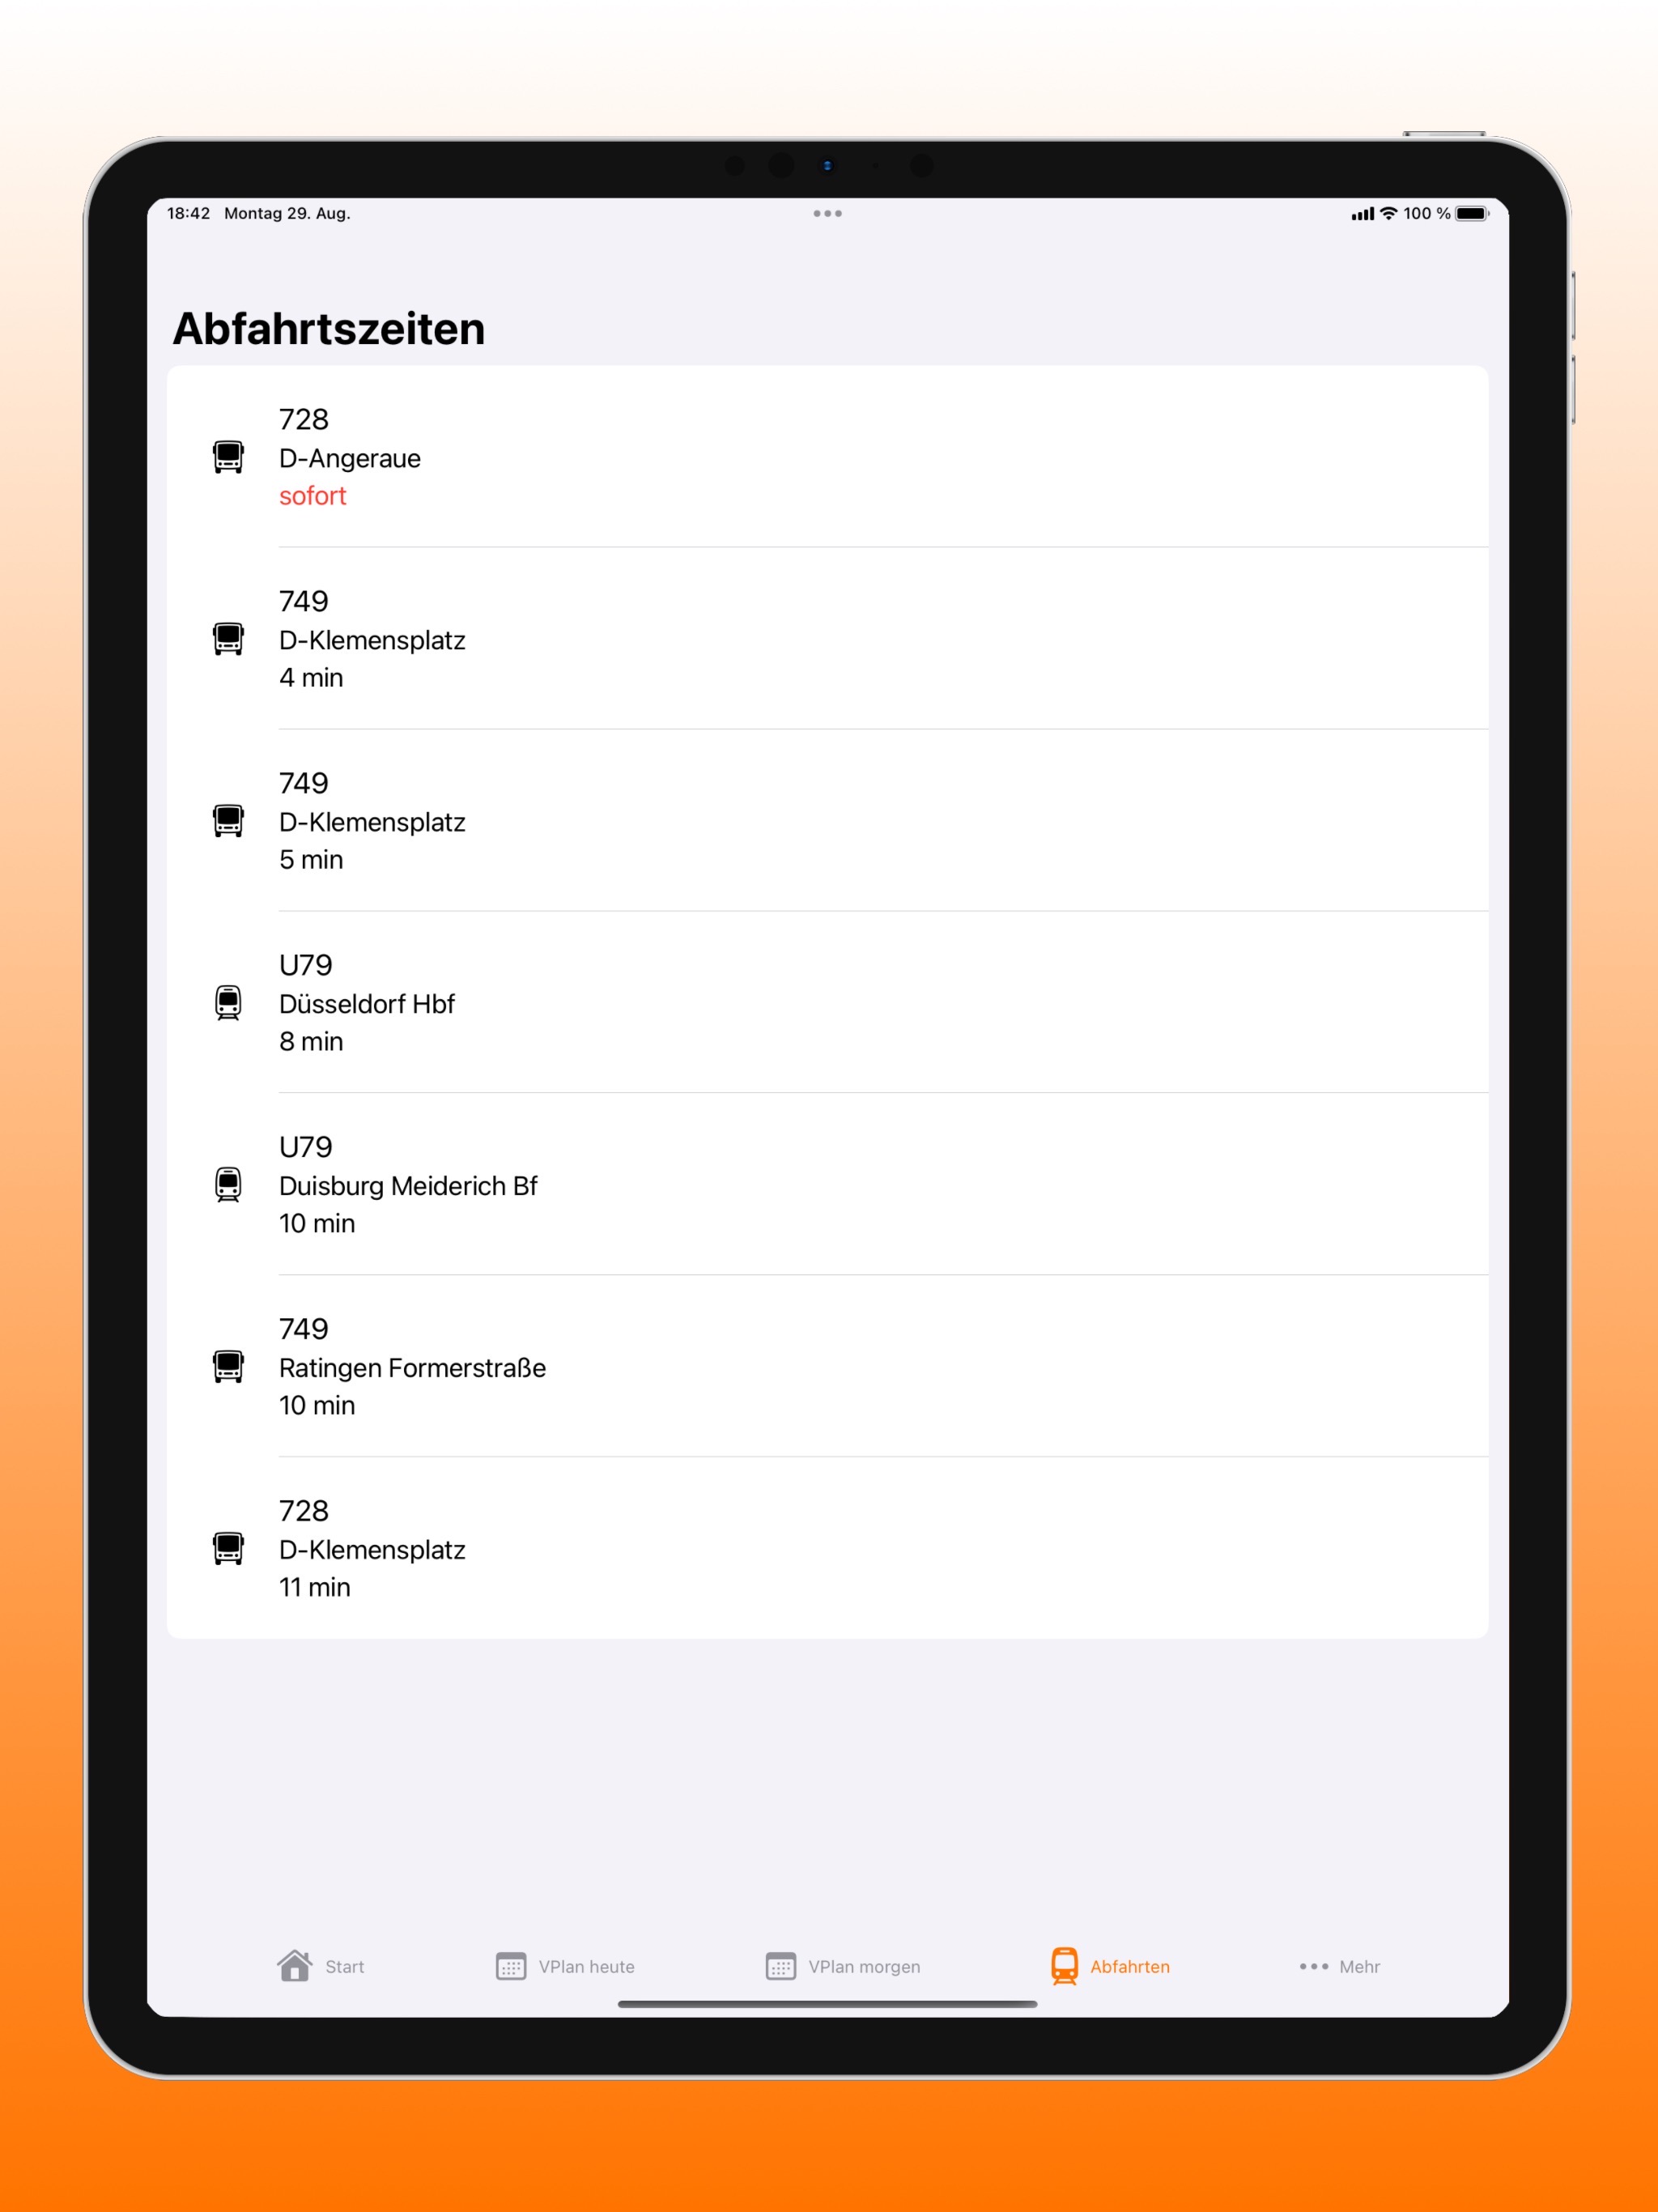 18:42 Montag 29. Aug.
100 %
Abfahrtszeiten
728
D-Angeraue
sofort
749
D-Klemensplatz
4 min
749
D-Klemensplatz
5 min
U79
Düsseldorf Hbf
8 min
U79
Duisburg Meiderich Bf
10 min
749
Ratingen Formerstraße
10 min
728
D-Klemensplatz
11 min
Start VPlan heute VPlan morgen Abfahrten Mehr